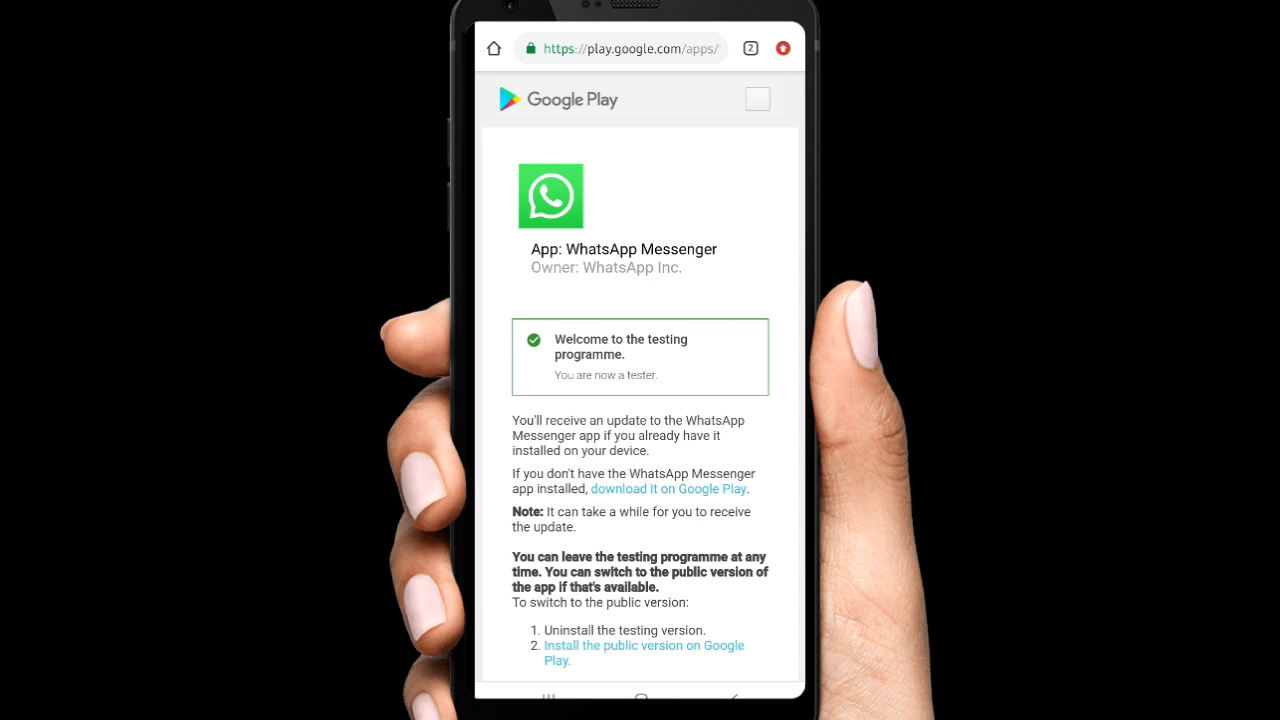 https://play.google.com/apps/
2
Google Play
App: WhatsApp Messenger
Owner: WhatsApp Inc.
Welcome to the testing
programme.
You are now a tester.
You'll receive an update to the WhatsApp
Messenger app if you already have it
installed on your device.
If you don't have the WhatsApp Messenger
app installed, download it on Google Play.
Note: It can take a while for you to receive
the update.
You can leave the testing programme at any
time. You can switch to the public version of
the app if that's available.
To switch to the public version:
1. Uninstall the testing version.
2. Install the public version on Google
Play.